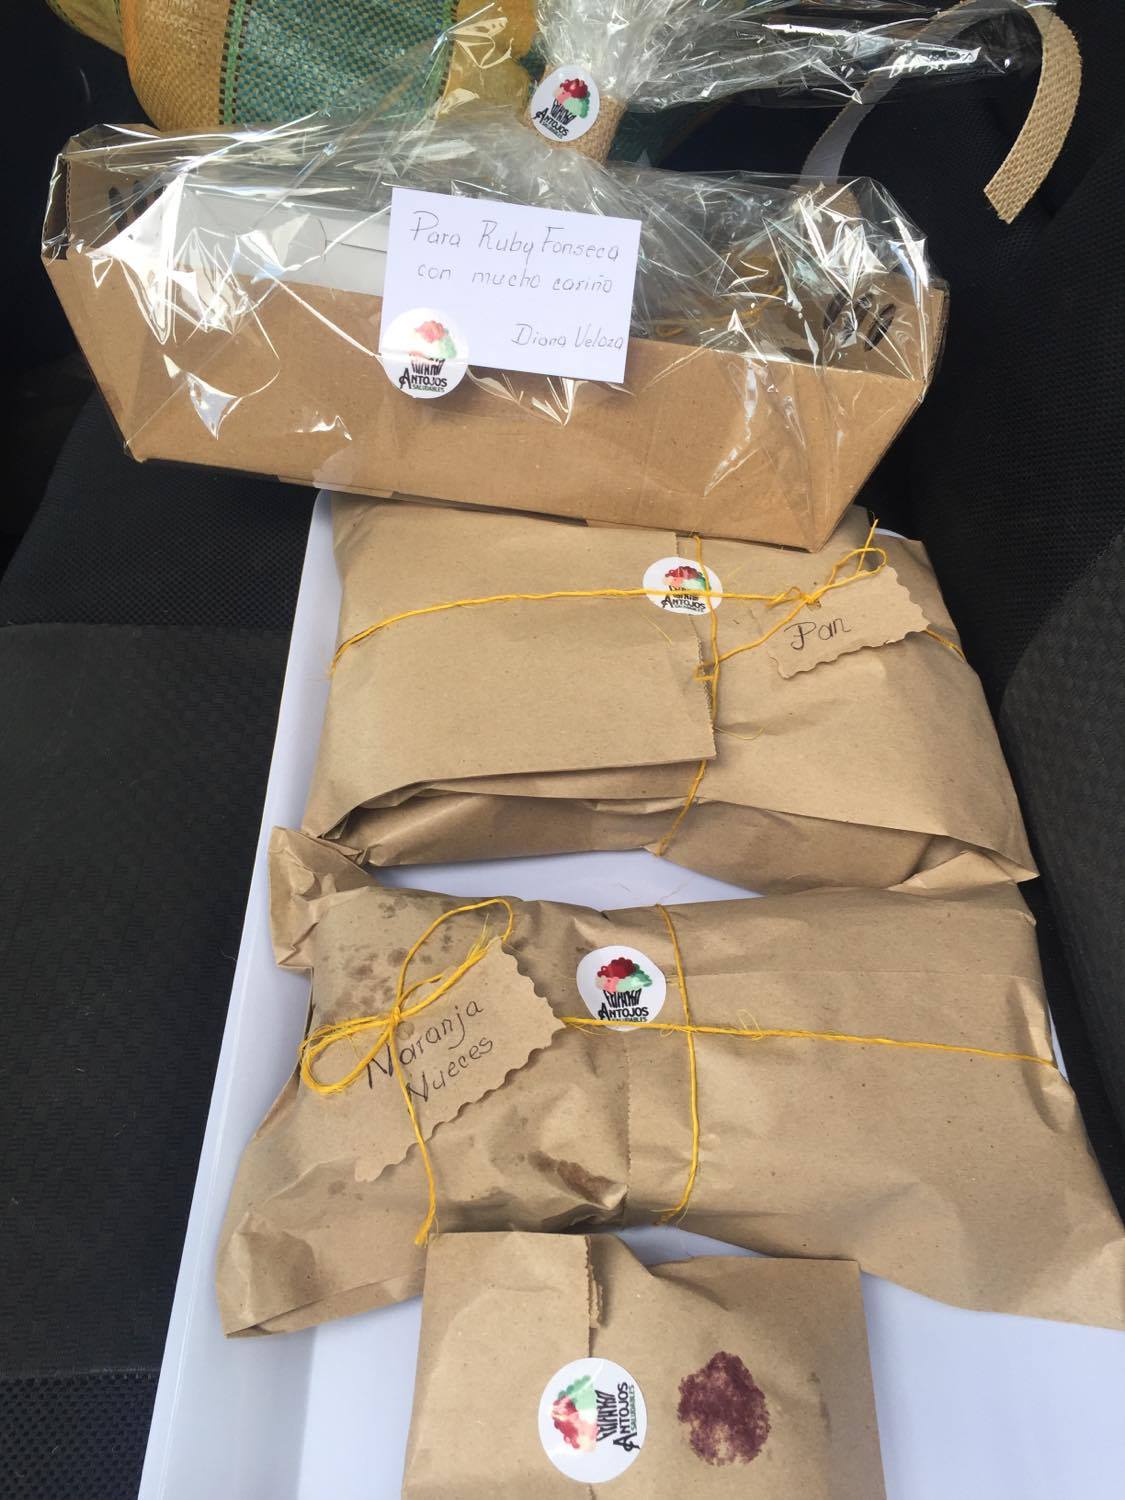 ANTOJOS
SALUDABLES
Naranja
Nueces
ANTOJOS
SALUDABLES
ANTOJOS
Pan
ANTOJOS
SALUDABLES
Para Ruby Fonseca
con mucho cariño
Diana Veloza
ANTOJOS
SALUDABLES